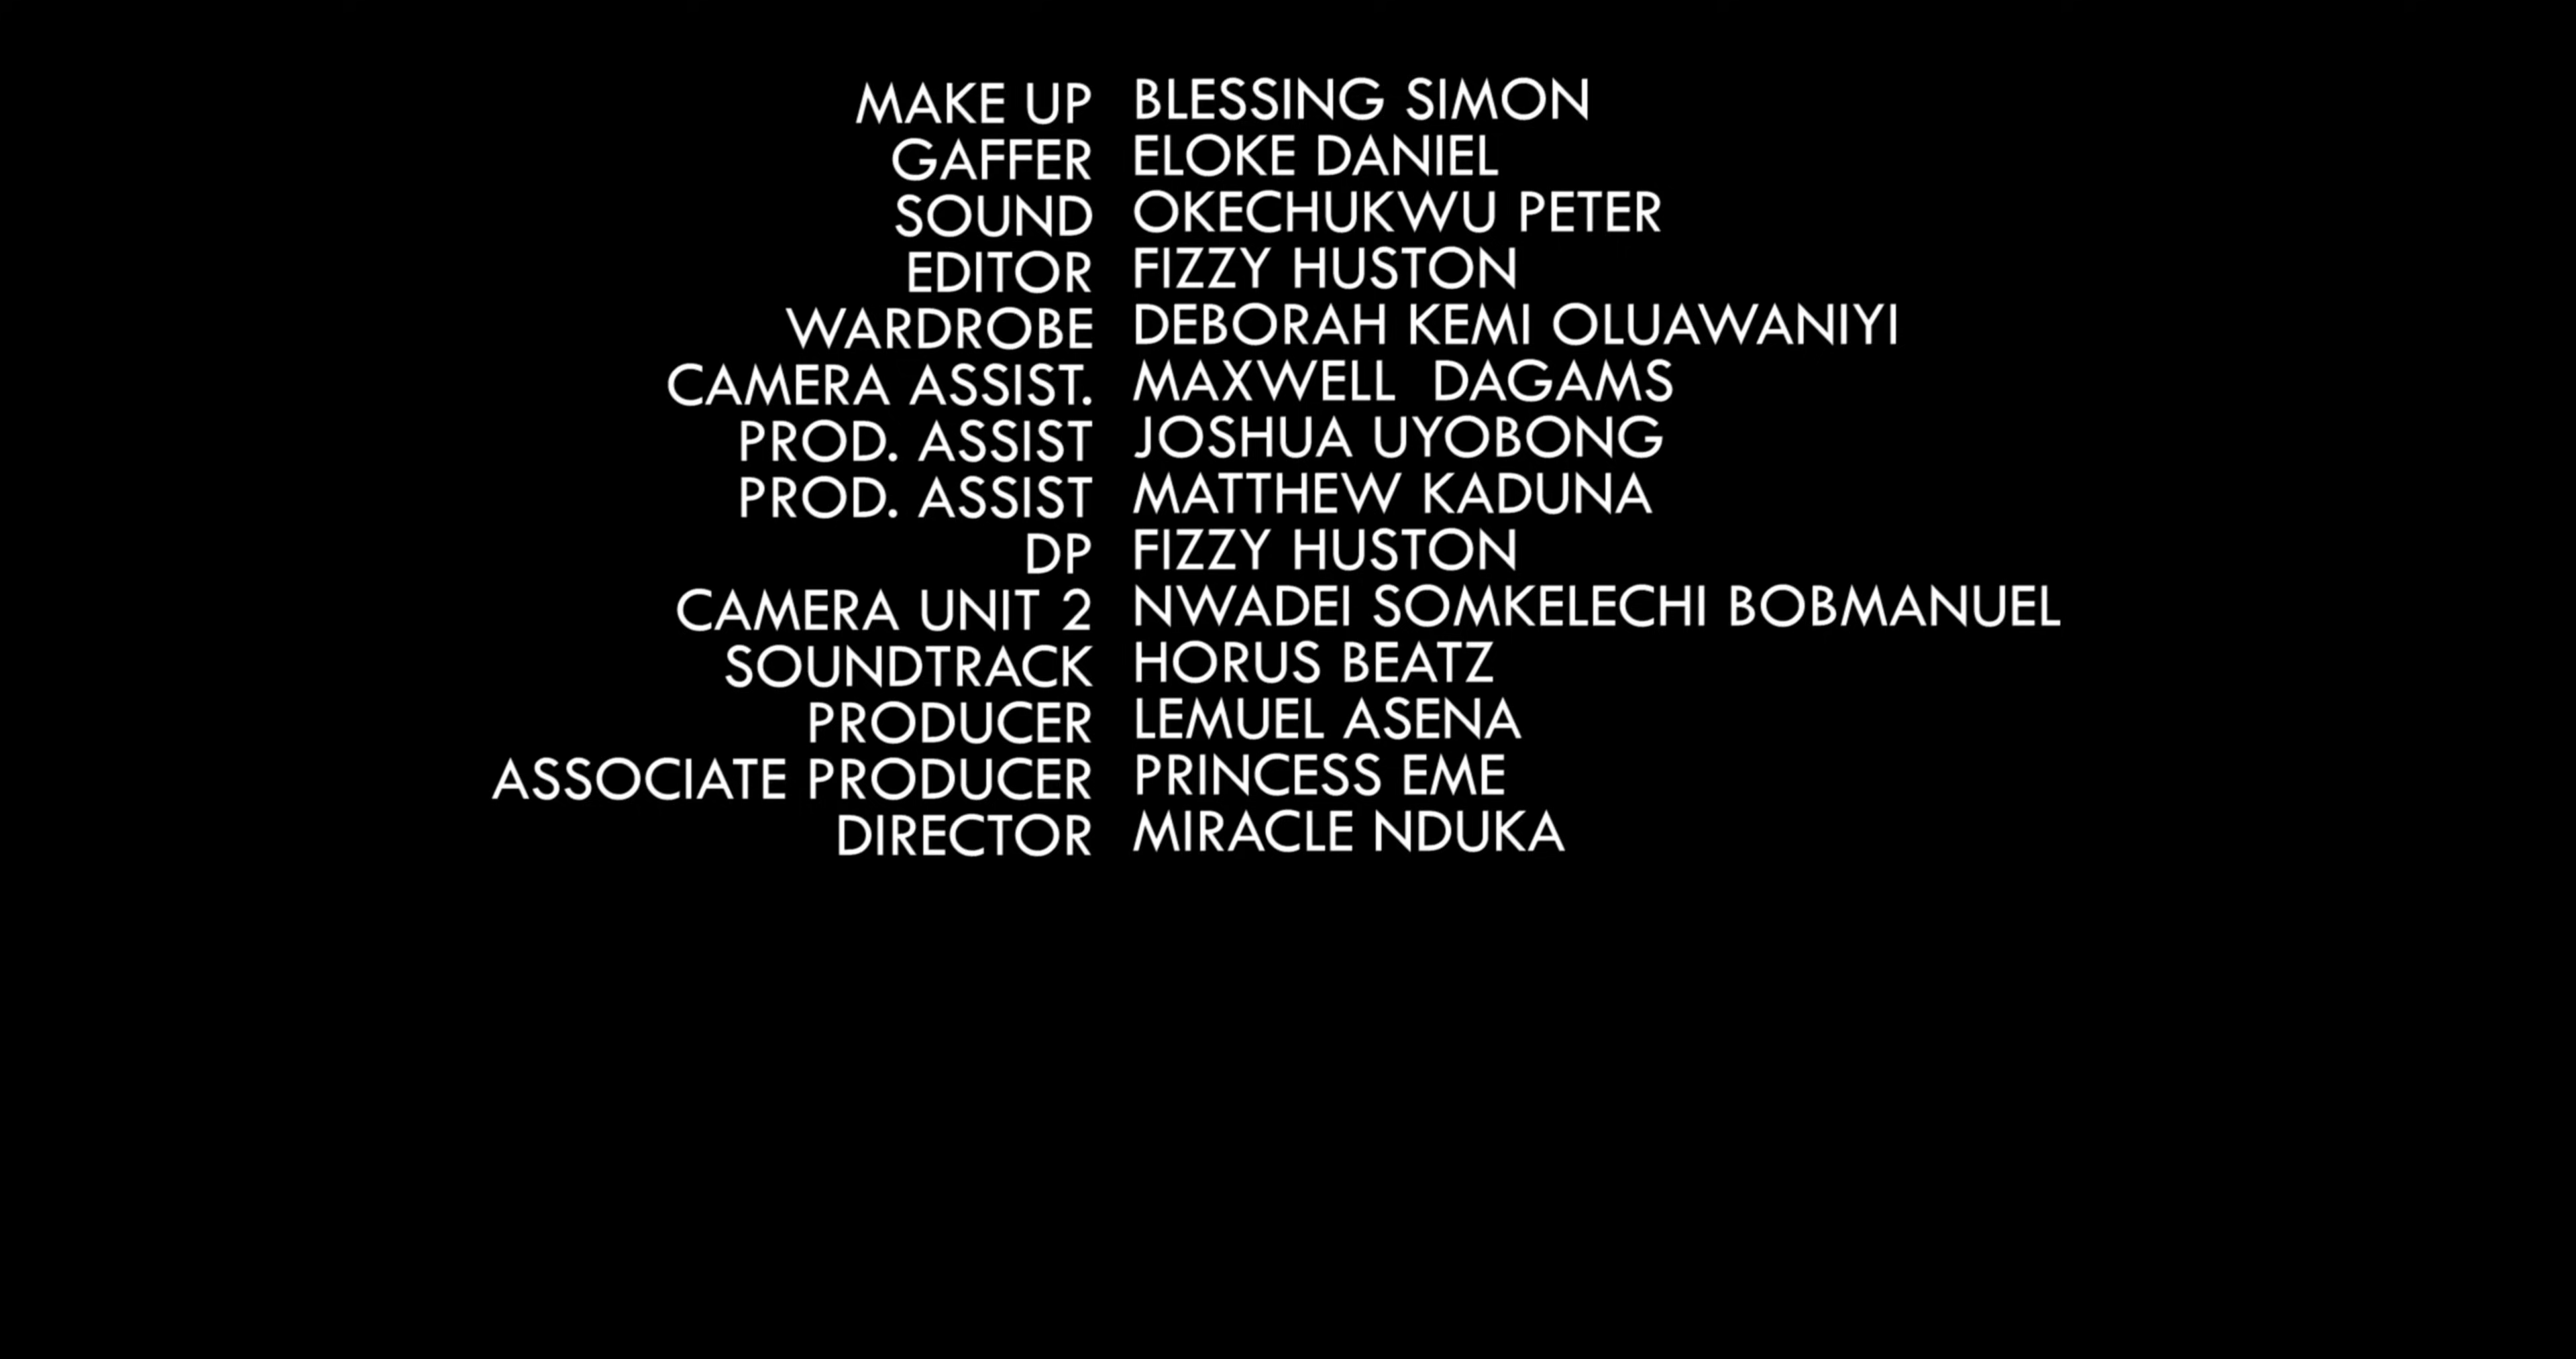 MAKE UP BLESSING SIMON
GAFFER ELOKE DANIEL
SOUND OKECHUKWU PETER
EDITOR FIZZY HUSTON
WARDROBE DEBORAH KEMI OLUAWANIYI
CAMERA ASSIST. MAXWELL DAGAMS
PROD. ASSIST JOSHUA UYOBONG
PROD. ASSIST MATTHEW KADUNA
DP FIZZY HUSTON
CAMERA UNIT 2 NWADEI SOMKELECHI BOBMANUEL
SOUNDTRACK HORUS BEATZ
PRODUCER LEMUEL ASENA
ASSOCIATE PRODUCER PRINCESS EME
DIRECTOR MIRACLE NDUKA